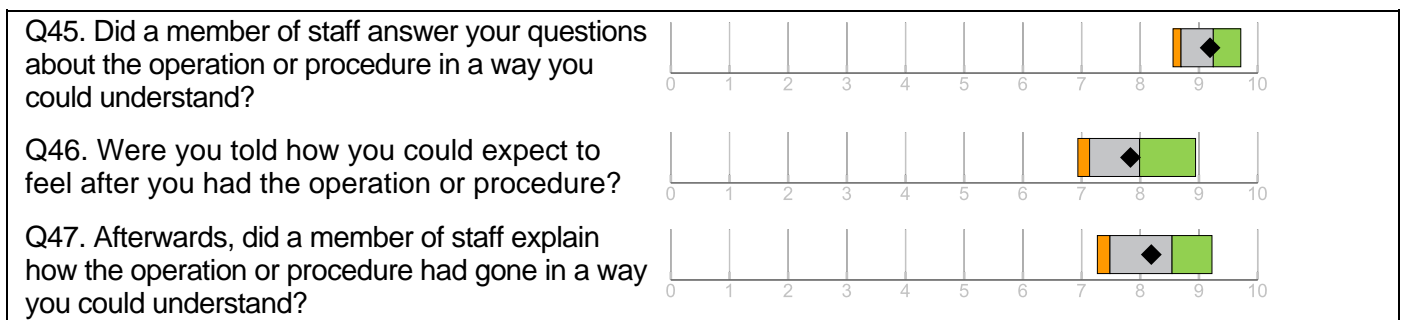 Q45. Did a member of staff answer your questions
about the operation or procedure in a way you
could understand?
0 1 2 3 4 5 6 7 8 9 10
Q46. Were you told how you could expect to
feel after you had the operation or procedure?
0 1 2 3 4 5 6 7 8 9 10
Q47. Afterwards, did a member of staff explain
how the operation or procedure had gone in a way
you could understand?
0 1 2 3 4 5 6 7 8 9 10